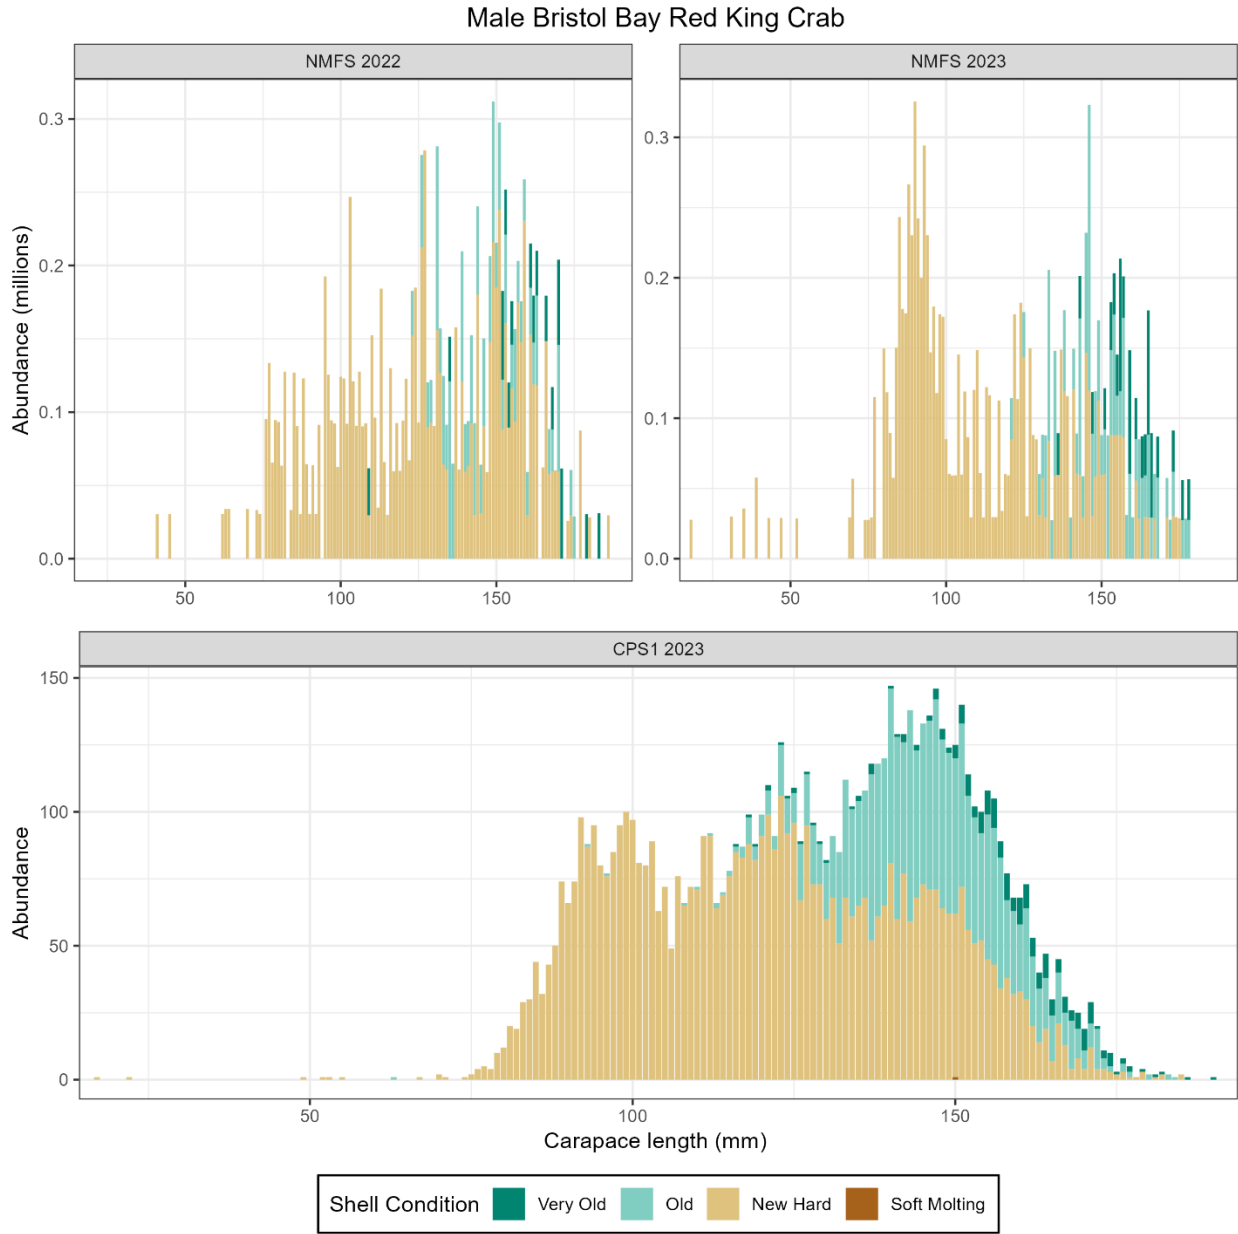 Male Bristol Bay Red King Crab
NMFS 2022
NMFS 2023
Abundance (millions)
0.3
0.2
0.1
0.0
50
100
150
0.3
0.2
0.1
0.0
50
100
150
CPS1 2023
Abundance
150
100
50
0
50
100
150
Carapace length (mm)
Shell Condition Very Old Old New Hard Soft Molting